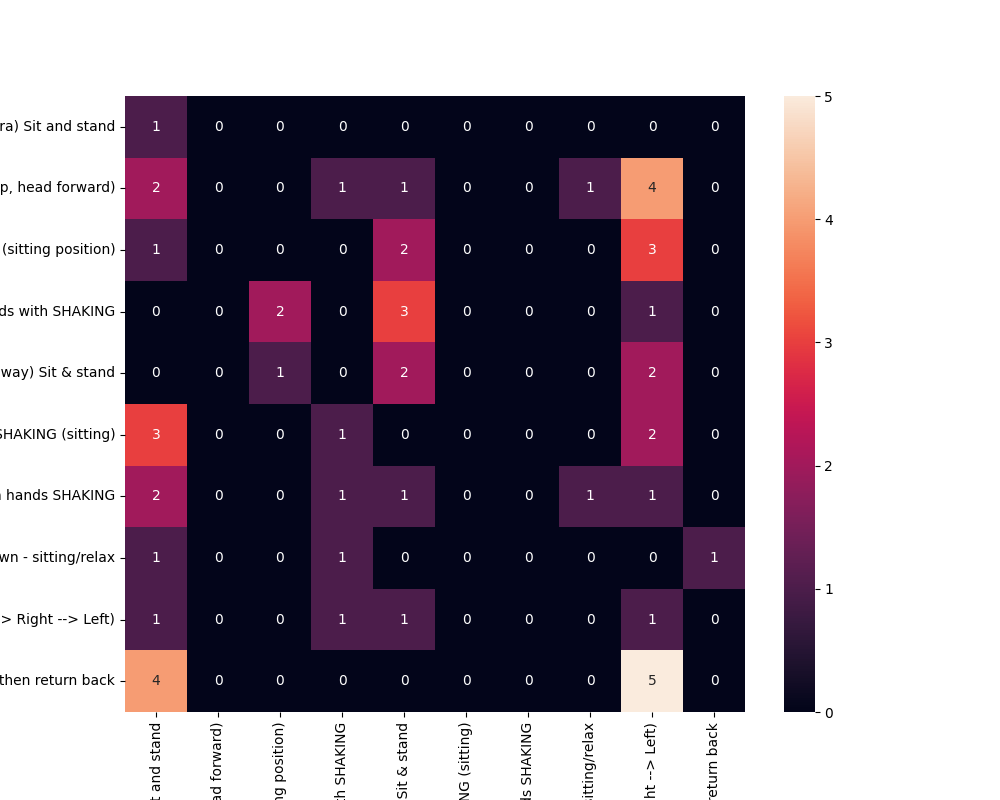 ra) Sit and stand 1 0 0 0 0 0 0 0 0 0
p, head forward) 2 0 0 1 1 0 0 1 4 0
(sitting position) 1 0 0 0 2 0 0 0 3 0
ds with SHAKING 0 0 2 0 3 0 0 0 1 0
way) Sit & stand 0 0 1 0 2 0 0 0 2 0
SHAKING (sitting) 3 0 0 1 0 0 0 0 2 0
hands SHAKING 2 0 0 1 1 0 0 1 1 0
wn - sitting/relax 1 0 0 1 0 0 0 0 0 1
> Right --> Left) 1 0 0 1 1 0 0 0 1 0
then return back 4 0 0 0 0 0 0 0 5 0
t and stand
ad forward)
ng position)
th SHAKING
Sit & stand
NG (sitting)
ds SHAKING
sitting/relax
ht --> Left)
return back
5
4
3
2
1
0